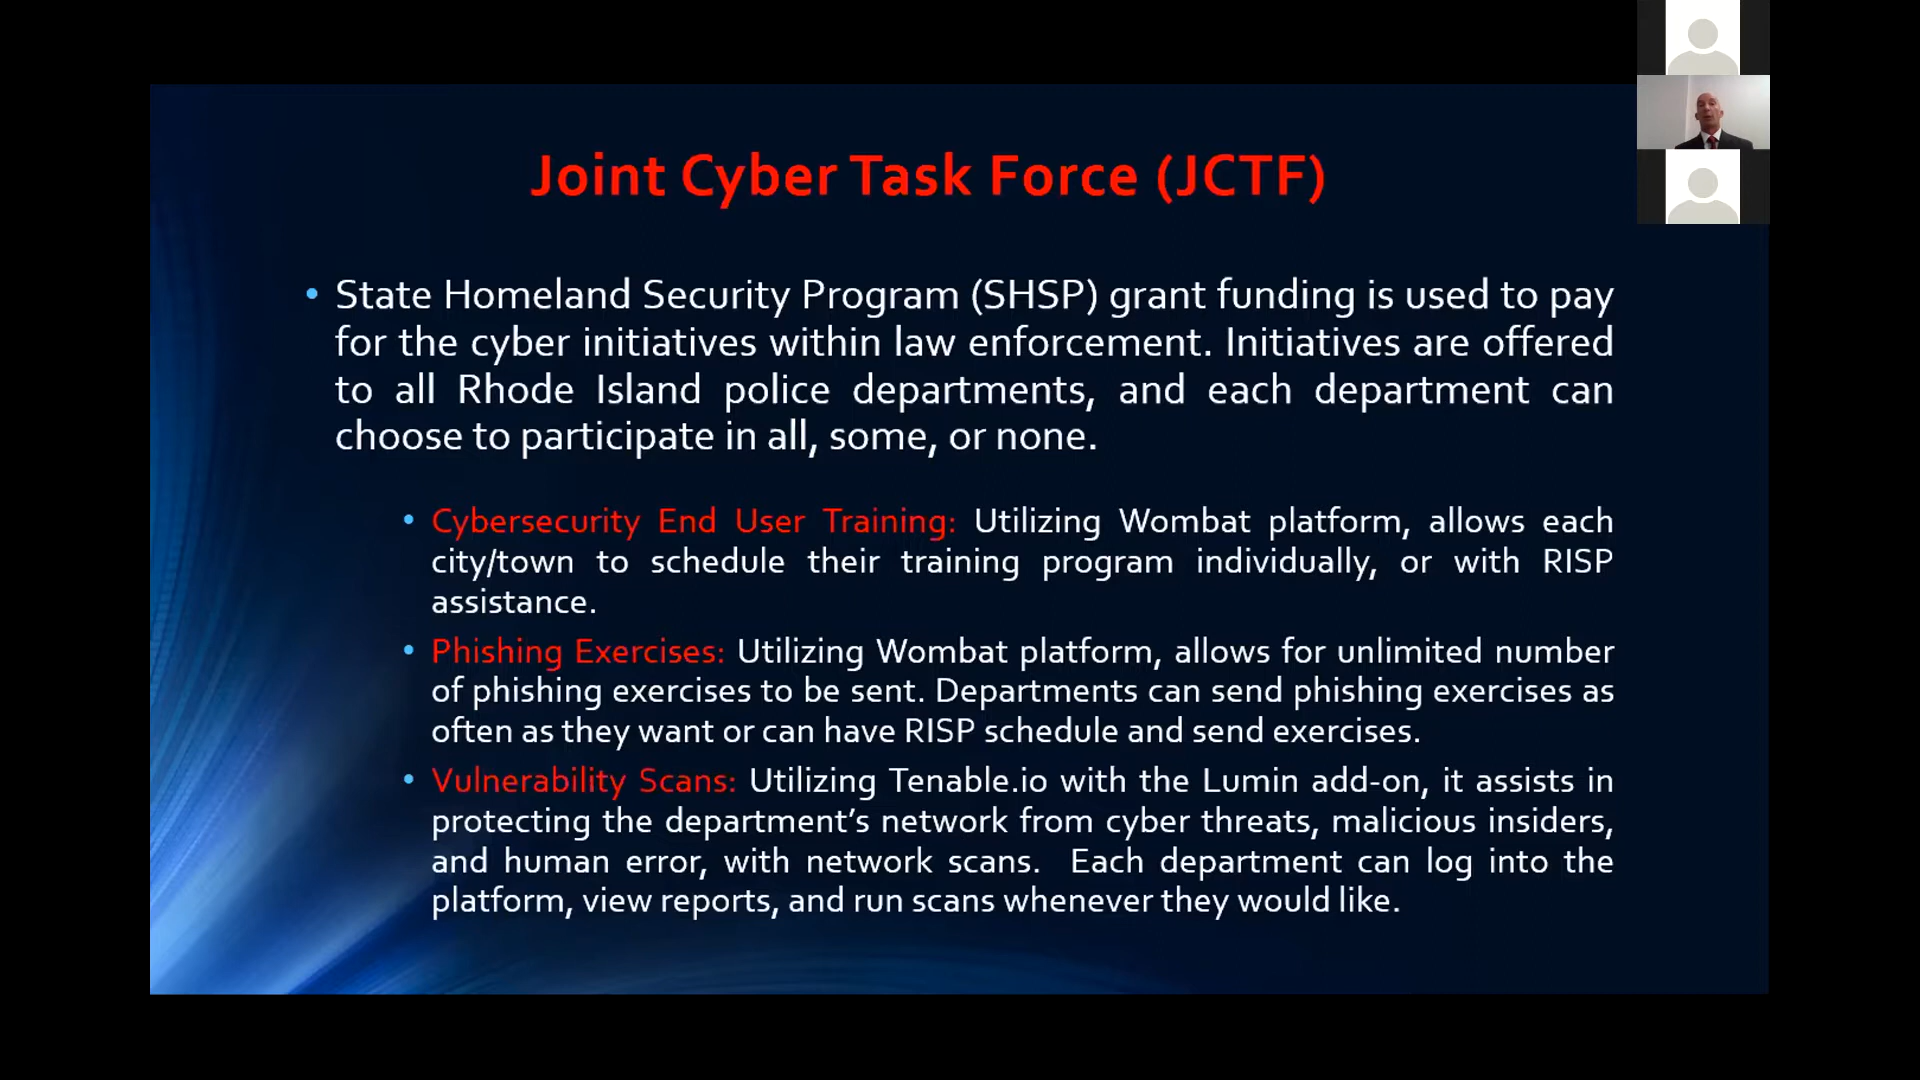 Joint Cyber Task Force (JCTF)
• State Homeland Security Program (SHSP) grant funding is used to pay
for the cyber initiatives within law enforcement. Initiatives are offered
to all Rhode Island police departments, and each department can
choose to participate in all, some, or none.
• Cybersecurity End User Training: Utilizing Wombat platform, allows each
city/town to schedule their training program individually, or with RISP
assistance.
• Phishing Exercises: Utilizing Wombat platform, allows for unlimited number
of phishing exercises to be sent. Departments can send phishing exercises as
often as they want or can have RISP schedule and send exercises.
• Vulnerability Scans: Utilizing Tenable.io with the Lumin add-on, it assists in
protecting the department’s network from cyber threats, malicious insiders,
and human error, with network scans.  Each department can log into the
platform, view reports, and run scans whenever they would like.